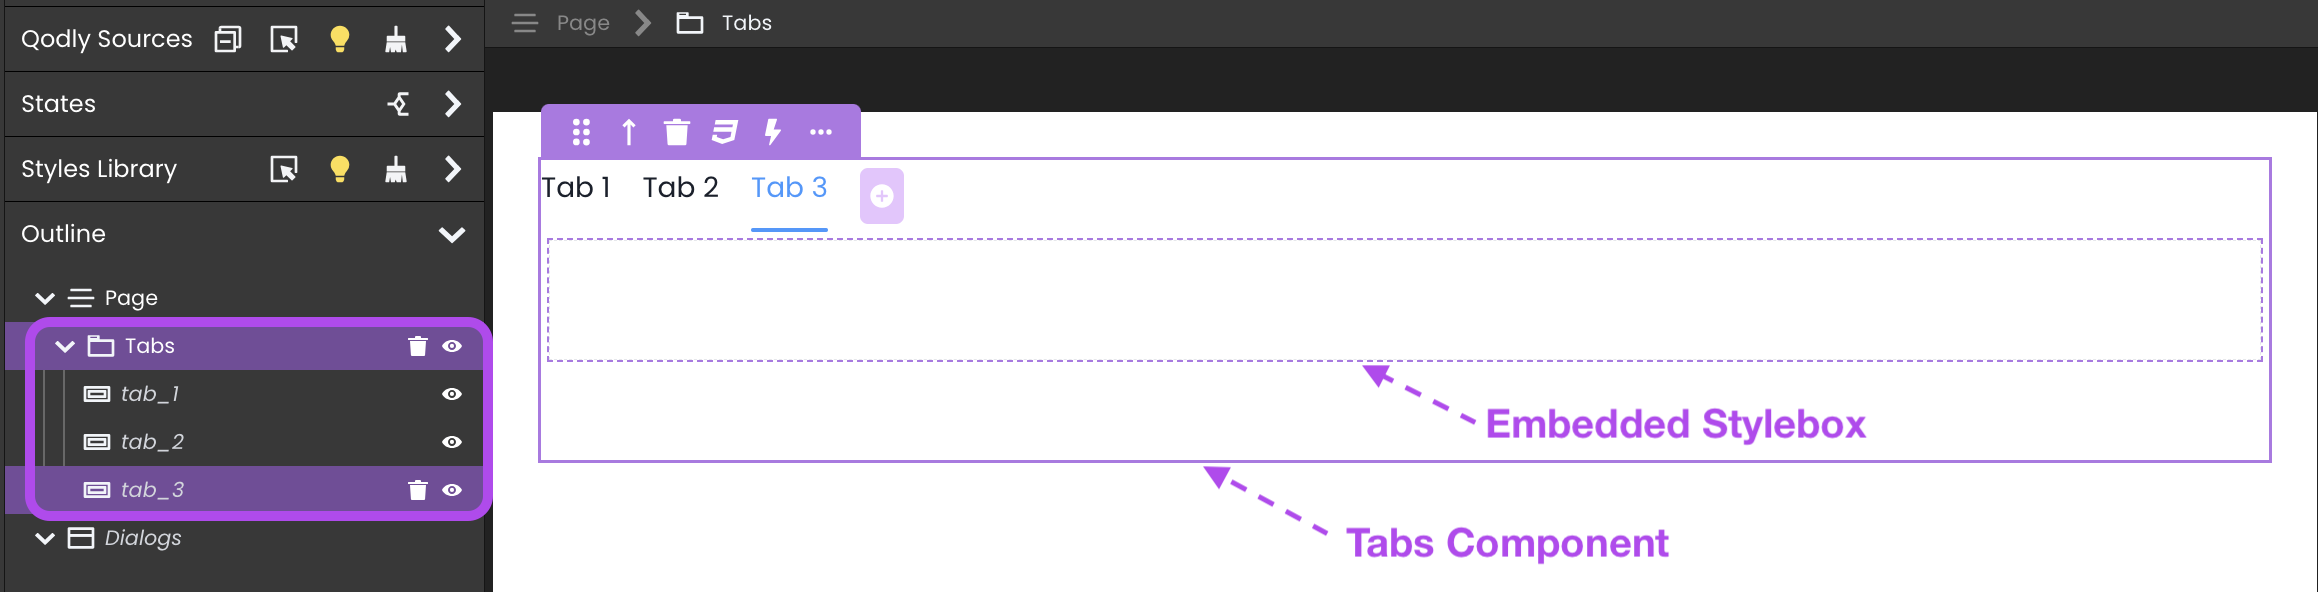 Qodly Sources
States
Styles Library
Outline
Page
Tabs
tab_1
tab_2
tab_3
Dialogs
Page Tabs
Tab 1 Tab 2 Tab 3
Embedded Stylebox
Tabs Component